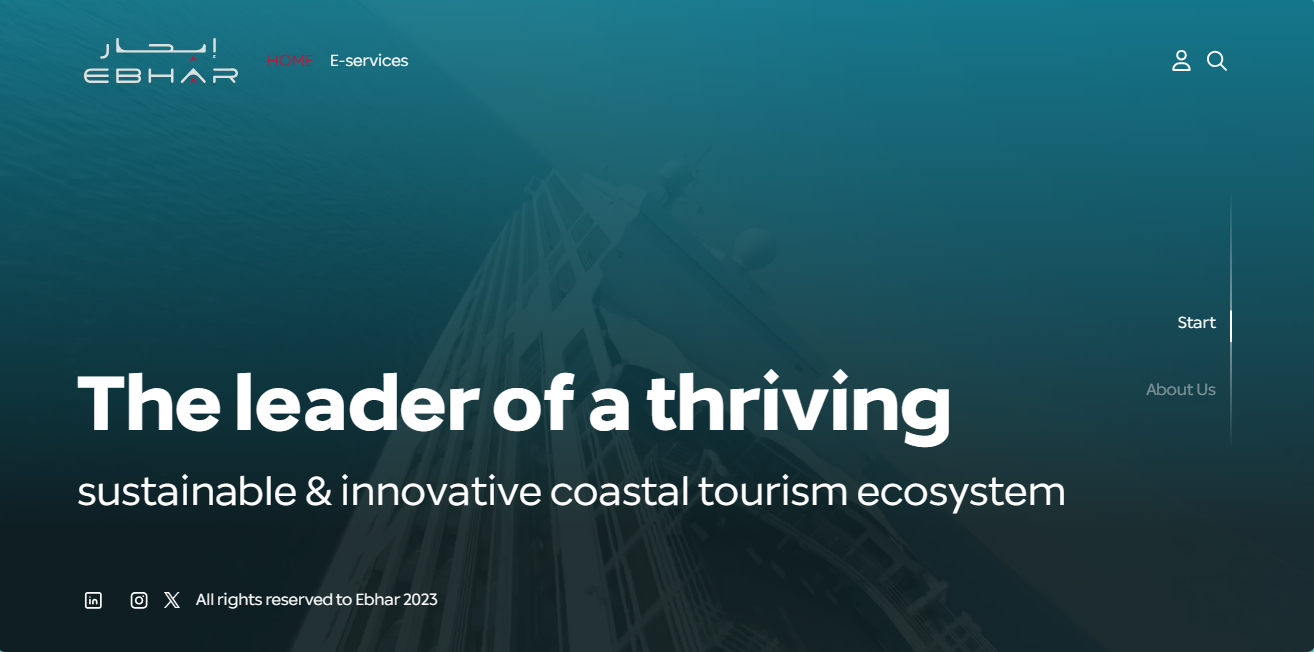 إبحار
EBHAR
HOME
E-services
Start
The leader of a thriving
About Us
sustainable & innovative coastal tourism ecosystem
All rights reserved to Ebhar 2023